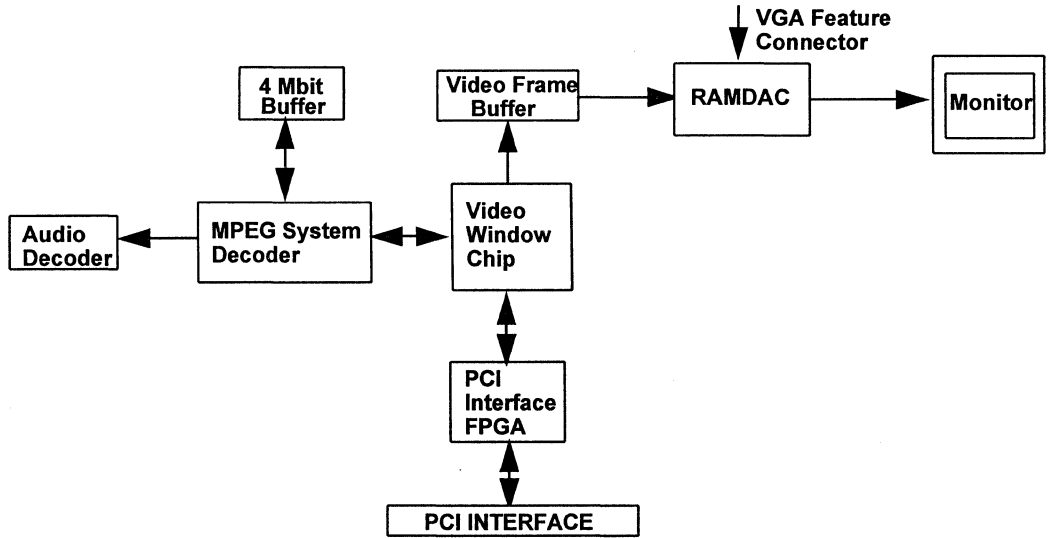 VGA Feature
Connector
4 Mbit
Buffer
Video Frame
Buffer
RAMDAC
Monitor
Audio
Decoder
MPEG System
Decoder
Video
Window
Chip
PCI
Interface
FPGA
PCI INTERFACE